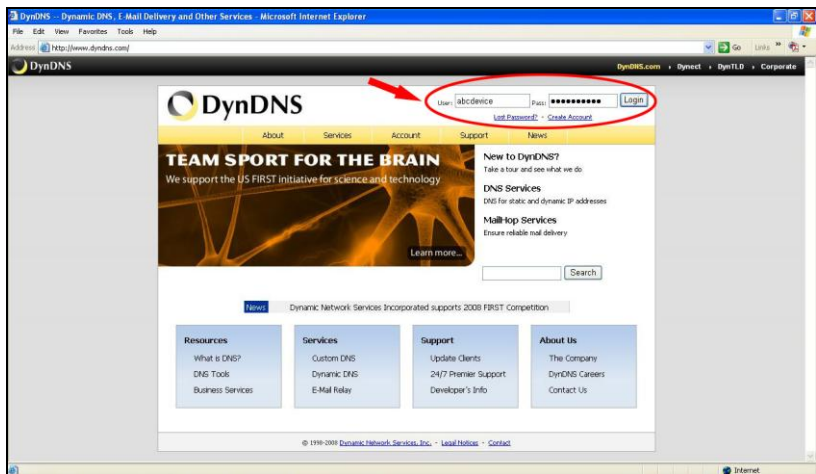 DynDNS -- Dynamic DNS, E-Mail Delivery and Other Services - Microsoft Internet Explorer
File Edit View Favorites Tools Help
Address http://www.dyndns.com/ Go Links »
DynDNS DynDNS.com › Dynect › DynTLD › Corporate
DynDNS User: abcdevice Pass: ●●●●●●●●●● Login
Lost Password? - Create Account
About Services Account Support News
TEAM SPORT FOR THE BRAIN
We support the US FIRST initiative for science and technology
Learn more...
New to DynDNS?
Take a tour and see what we do
DNS Services
DNS for static and dynamic IP addresses
MailHop Services
Ensure reliable mail delivery
Search
News Dynamic Network Services Incorporated supports 2008 FIRST Competition
Resources Services Support About Us
What is DNS? Custom DNS Update Clients The Company
DNS Tools Dynamic DNS 24/7 Premier Support DynDNS Careers
Business Services E-Mail Relay Developer's Info Contact Us
© 1998-2008 Dynamic Network Services, Inc. - Legal Notices - Contact
Internet